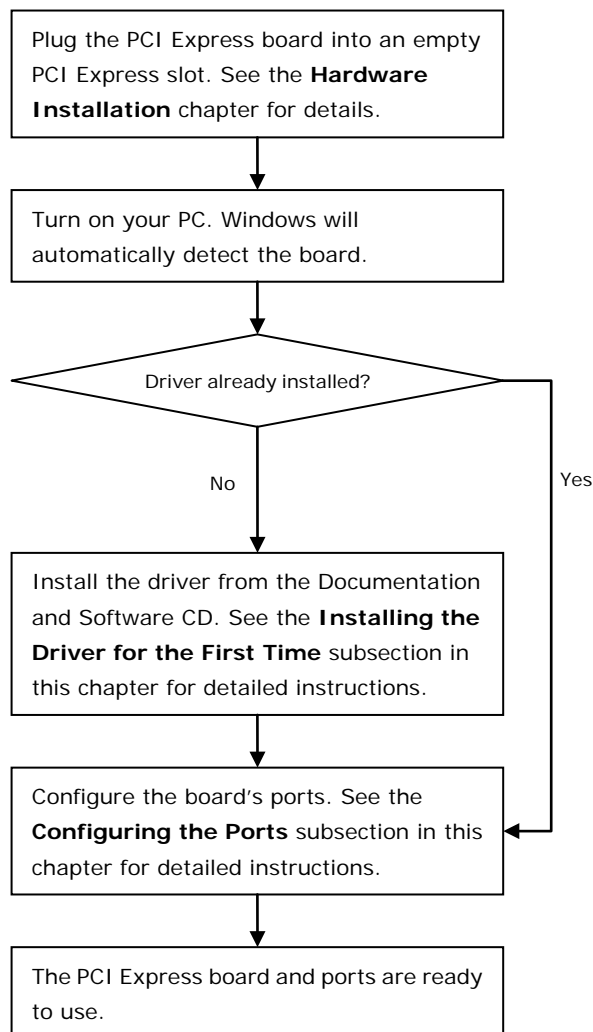 Plug the PCI Express board into an empty
PCI Express slot. See the Hardware
Installation chapter for details.
Turn on your PC. Windows will
automatically detect the board.
Driver already installed?
No
Yes
Install the driver from the Documentation
and Software CD. See the Installing the
Driver for the First Time subsection in
this chapter for detailed instructions.
Configure the board's ports. See the
Configuring the Ports subsection in this
chapter for detailed instructions.
The PCI Express board and ports are ready
to use.